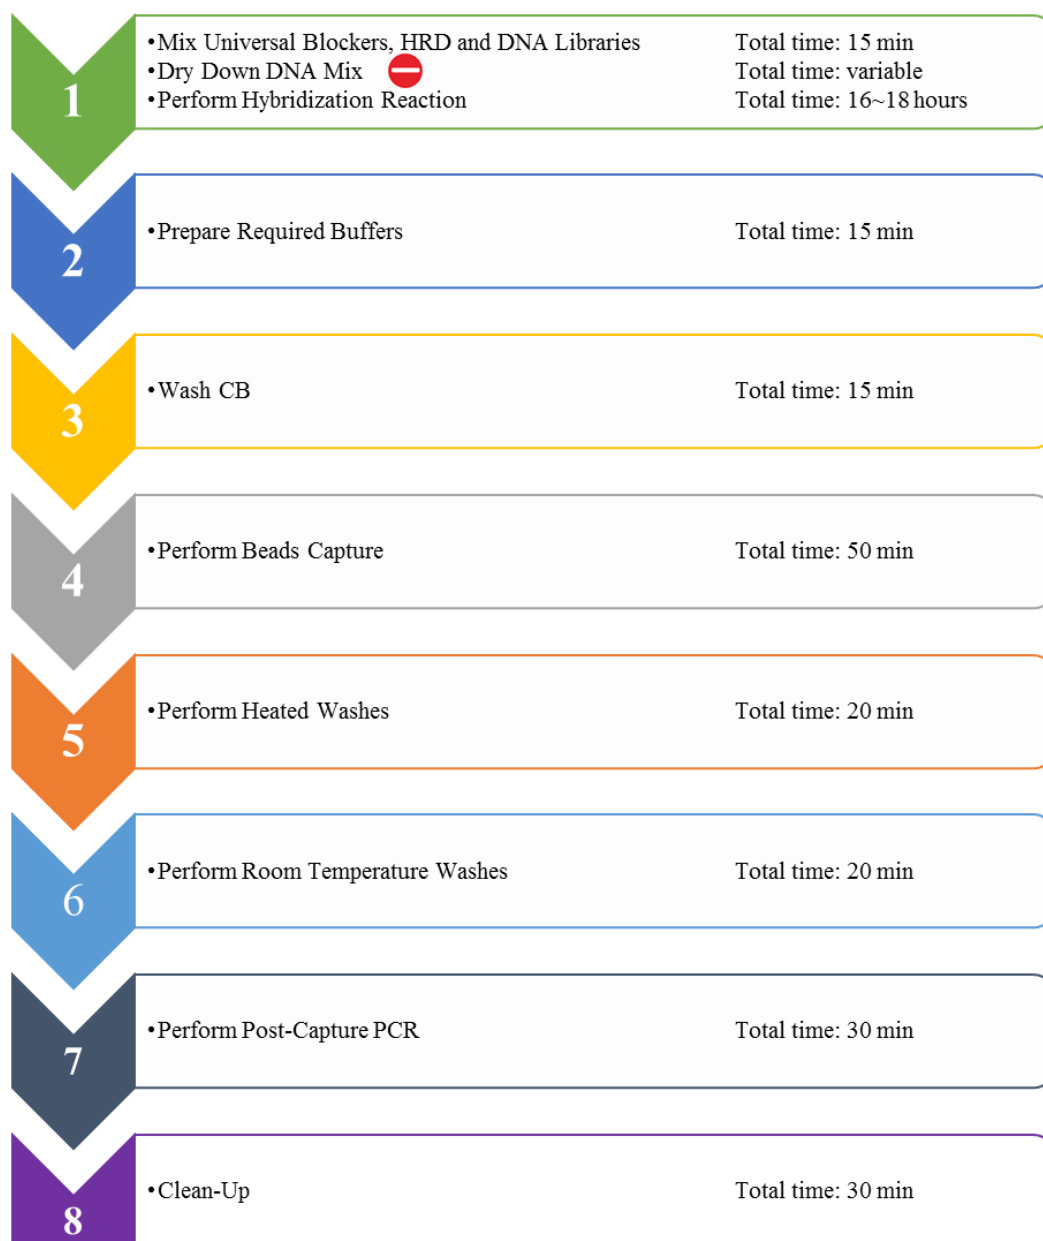 1
•Mix Universal Blockers, HRD and DNA Libraries Total time: 15 min
•Dry Down DNA Mix Total time: variable
•Perform Hybridization Reaction Total time: 16~18 hours
2
•Prepare Required Buffers Total time: 15 min
3
•Wash CB Total time: 15 min
4
•Perform Beads Capture Total time: 50 min
5
•Perform Heated Washes Total time: 20 min
6
•Perform Room Temperature Washes Total time: 20 min
7
•Perform Post-Capture PCR Total time: 30 min
8
•Clean-Up Total time: 30 min